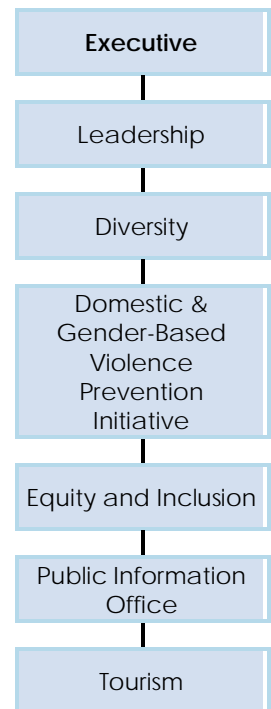 Executive
Leadership
Diversity
Domestic &
Gender-Based
Violence
Prevention
Initiative
Equity and Inclusion
Public Information
Office
Tourism